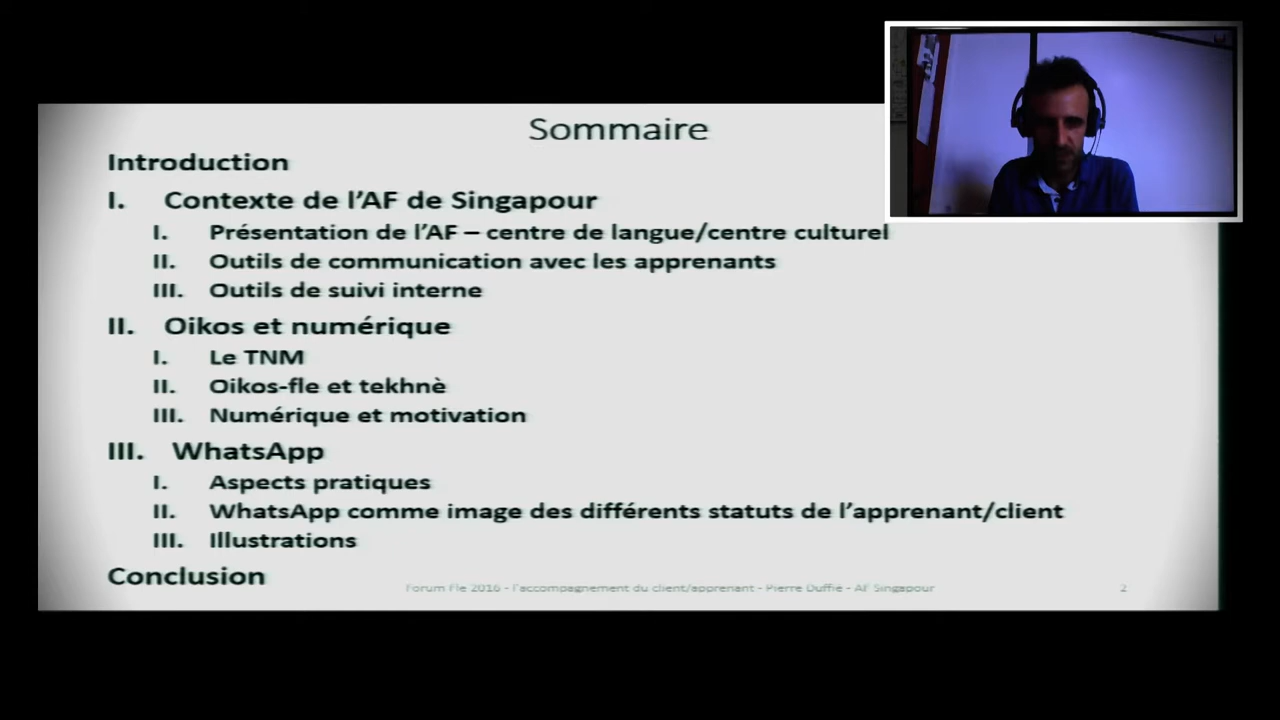 Sommaire
Introduction
I. Contexte de l'AF de Singapour
I. Présentation de l'AF – centre de langue/centre culturel
II. Outils de communication avec les apprenants
III. Outils de suivi interne
II. Oikos et numérique
I. Le TNM
II. Oikos-fle et tekhnè
III. Numérique et motivation
III. WhatsApp
I. Aspects pratiques
II. WhatsApp comme image des différents statuts de l'apprenant/client
III. Illustrations
Conclusion
Forum Fle 2016 - l'accompagnement du client/apprenant - Pierre Duffié - AF Singapour 2